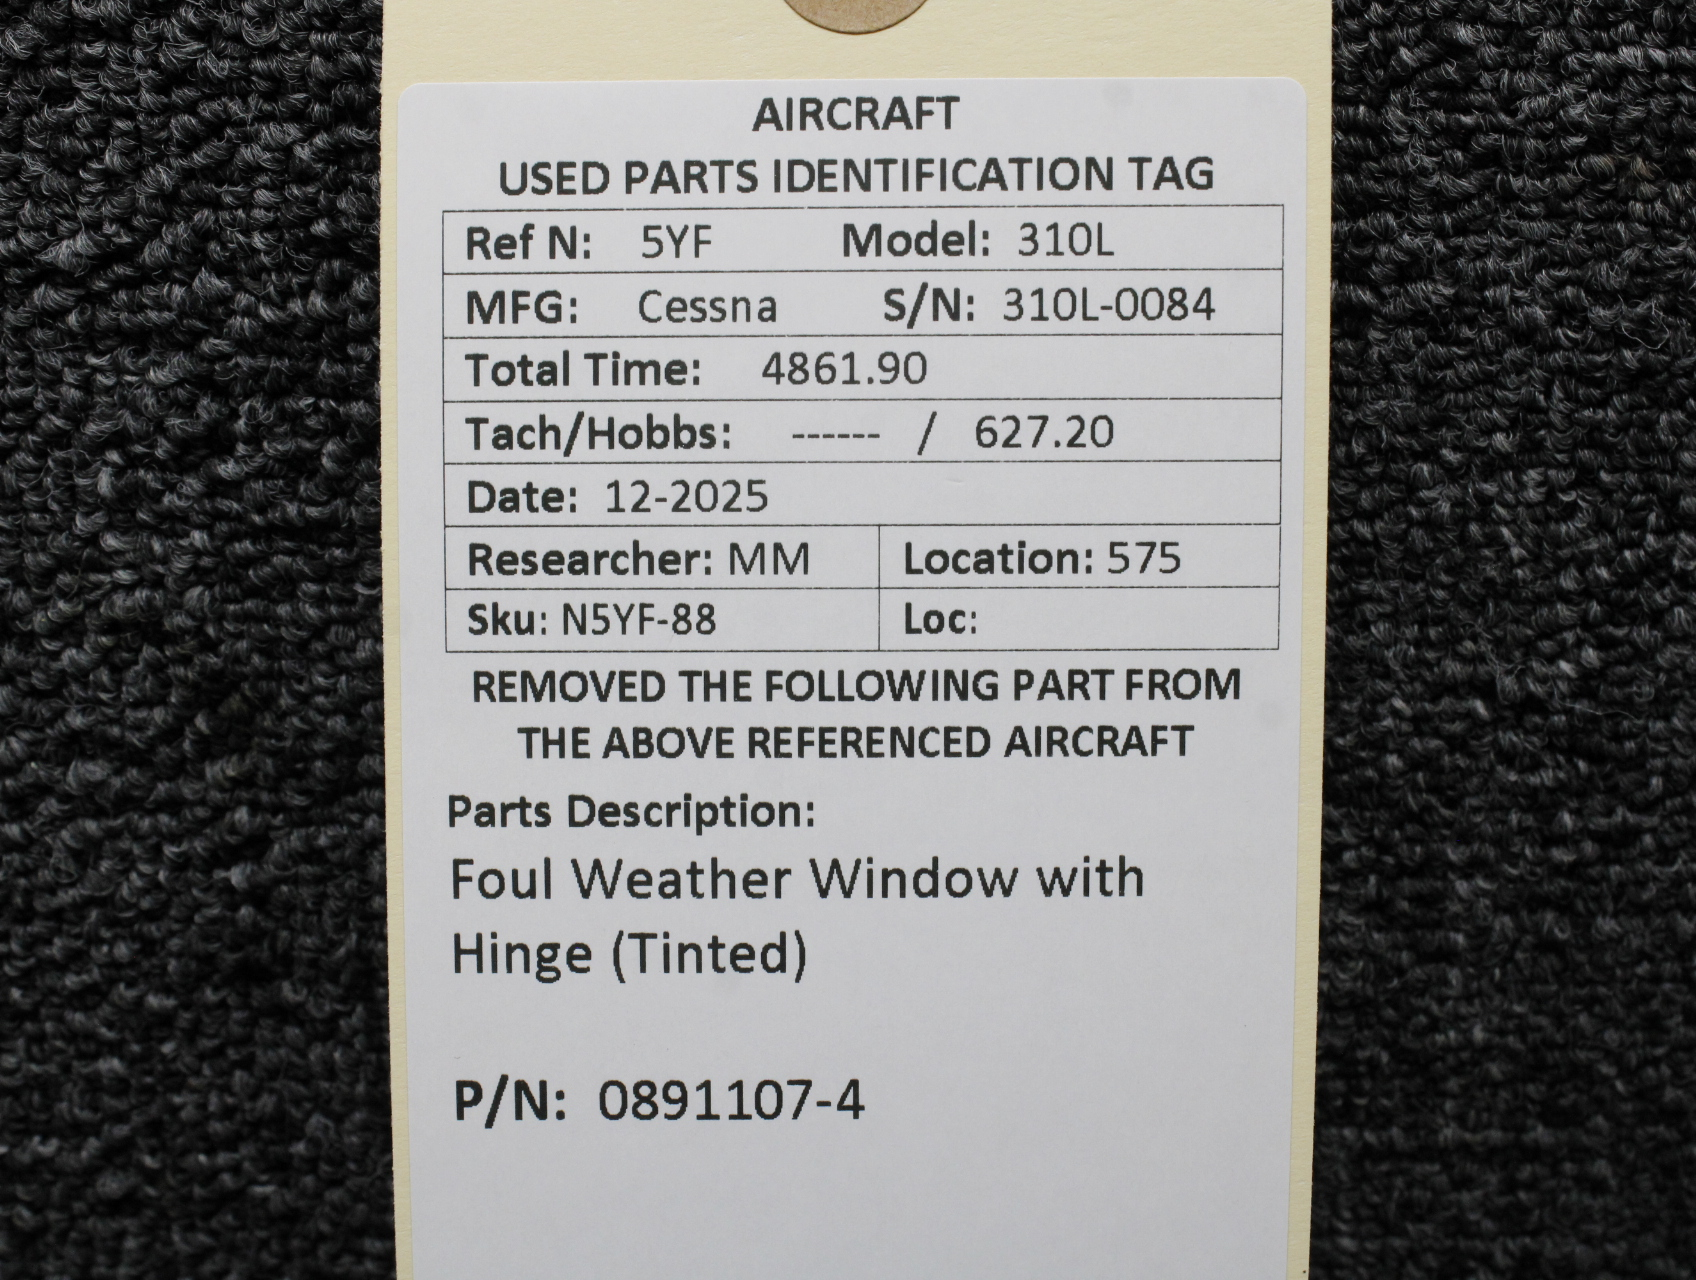 AIRCRAFT
USED PARTS IDENTIFICATION TAG
Ref N: 5YF Model: 310L
MFG: Cessna S/N: 310L-0084
Total Time: 4861.90
Tach/Hobbs: ------ / 627.20
Date: 12-2025
Researcher: MM Location: 575
Sku: N5YF-88 Loc:
REMOVED THE FOLLOWING PART FROM
THE ABOVE REFERENCED AIRCRAFT
Parts Description:
Foul Weather Window with
Hinge (Tinted)
P/N: 0891107-4